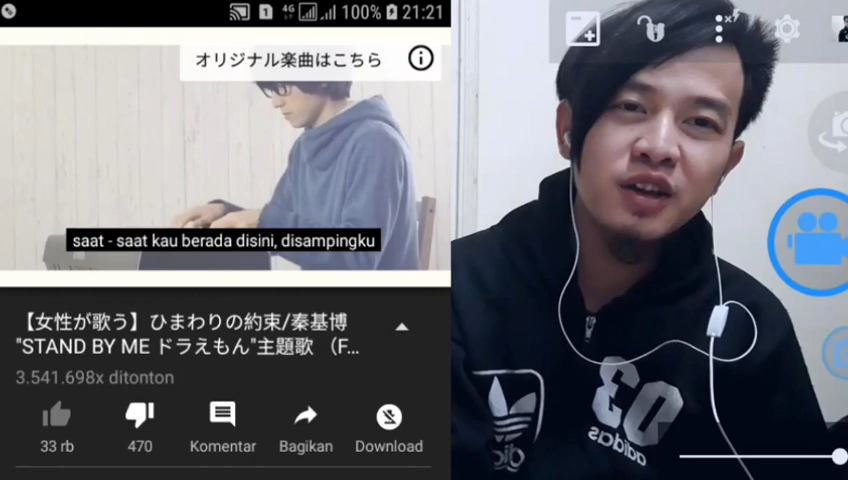 4G
100%
21:21
オリジナル楽曲はこちら
saat - saat kau berada disini, disampingku
【女性が歌う】ひまわりの約束/秦基博
"STAND BY ME ドラえもん"主題歌 （F...
3.541.698x ditonton
33 rb
470
Komentar
Bagikan
Download
03
adidas
adidas